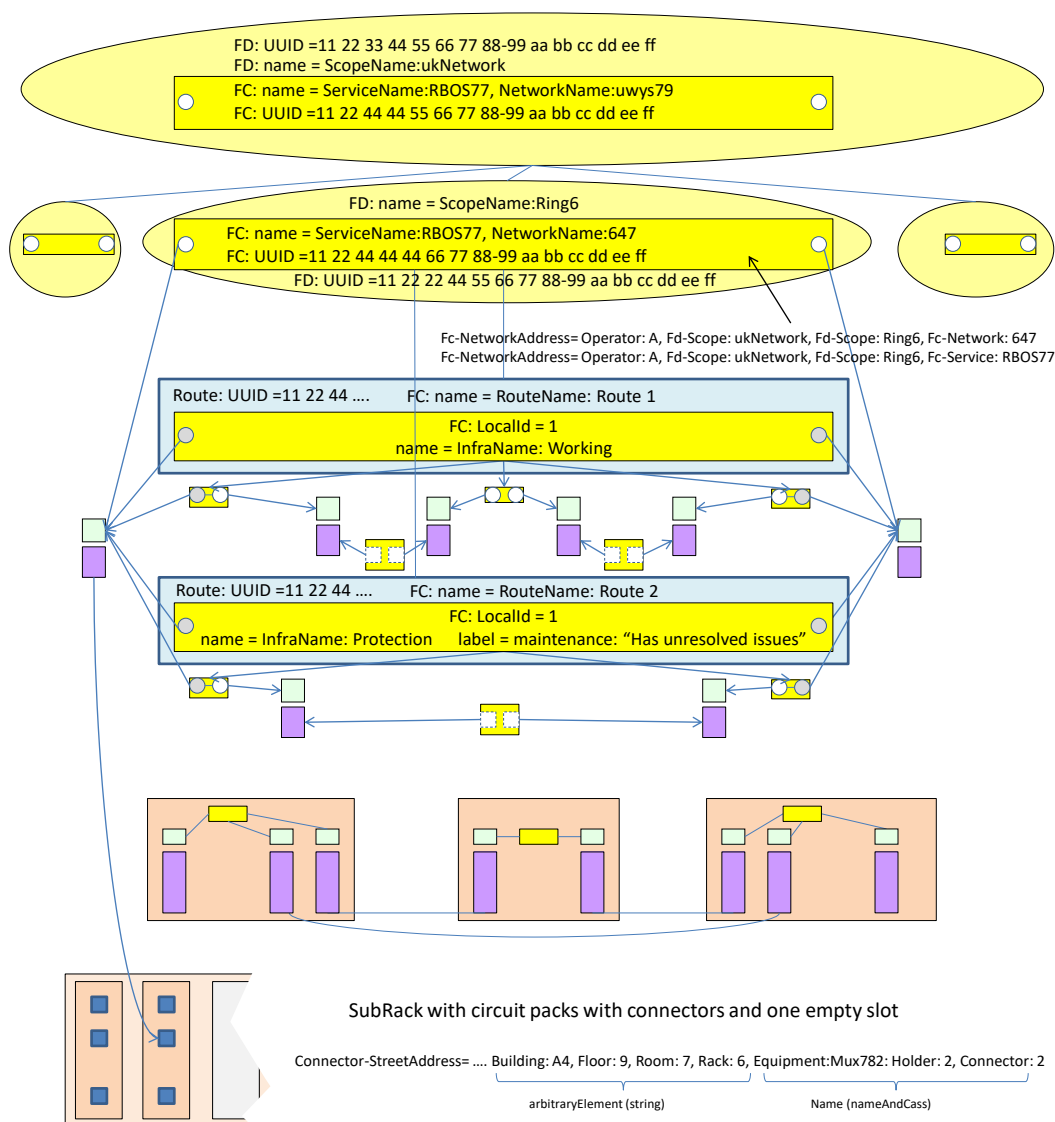 FD: UUID =11 22 33 44 55 66 77 88-99 aa bb cc dd ee ff
FD: name = ScopeName:ukNetwork
FC: name = ServiceName:RBOS77, NetworkName:uwys79
FC: UUID =11 22 44 44 55 66 77 88-99 aa bb cc dd ee ff
FD: name = ScopeName:Ring6
FC: name = ServiceName:RBOS77, NetworkName:647
FC: UUID =11 22 44 44 44 66 77 88-99 aa bb cc dd ee ff
FD: UUID =11 22 22 44 55 66 77 88-99 aa bb cc dd ee ff
Fc-NetworkAddress= Operator: A, Fd-Scope: ukNetwork, Fd-Scope: Ring6, Fc-Network: 647
Fc-NetworkAddress= Operator: A, Fd-Scope: ukNetwork, Fd-Scope: Ring6, Fc-Service: RBOS77
Route: UUID =11 22 44 .... FC: name = RouteName: Route 1
FC: LocalId = 1
name = InfraName: Working
Route: UUID =11 22 44 .... FC: name = RouteName: Route 2
FC: LocalId = 1
name = InfraName: Protection label = maintenance: “Has unresolved issues”
SubRack with circuit packs with connectors and one empty slot
Connector-StreetAddress= .... Building: A4, Floor: 9, Room: 7, Rack: 6, Equipment:Mux782: Holder: 2, Connector: 2
arbitraryElement (string) Name (nameAndCass)